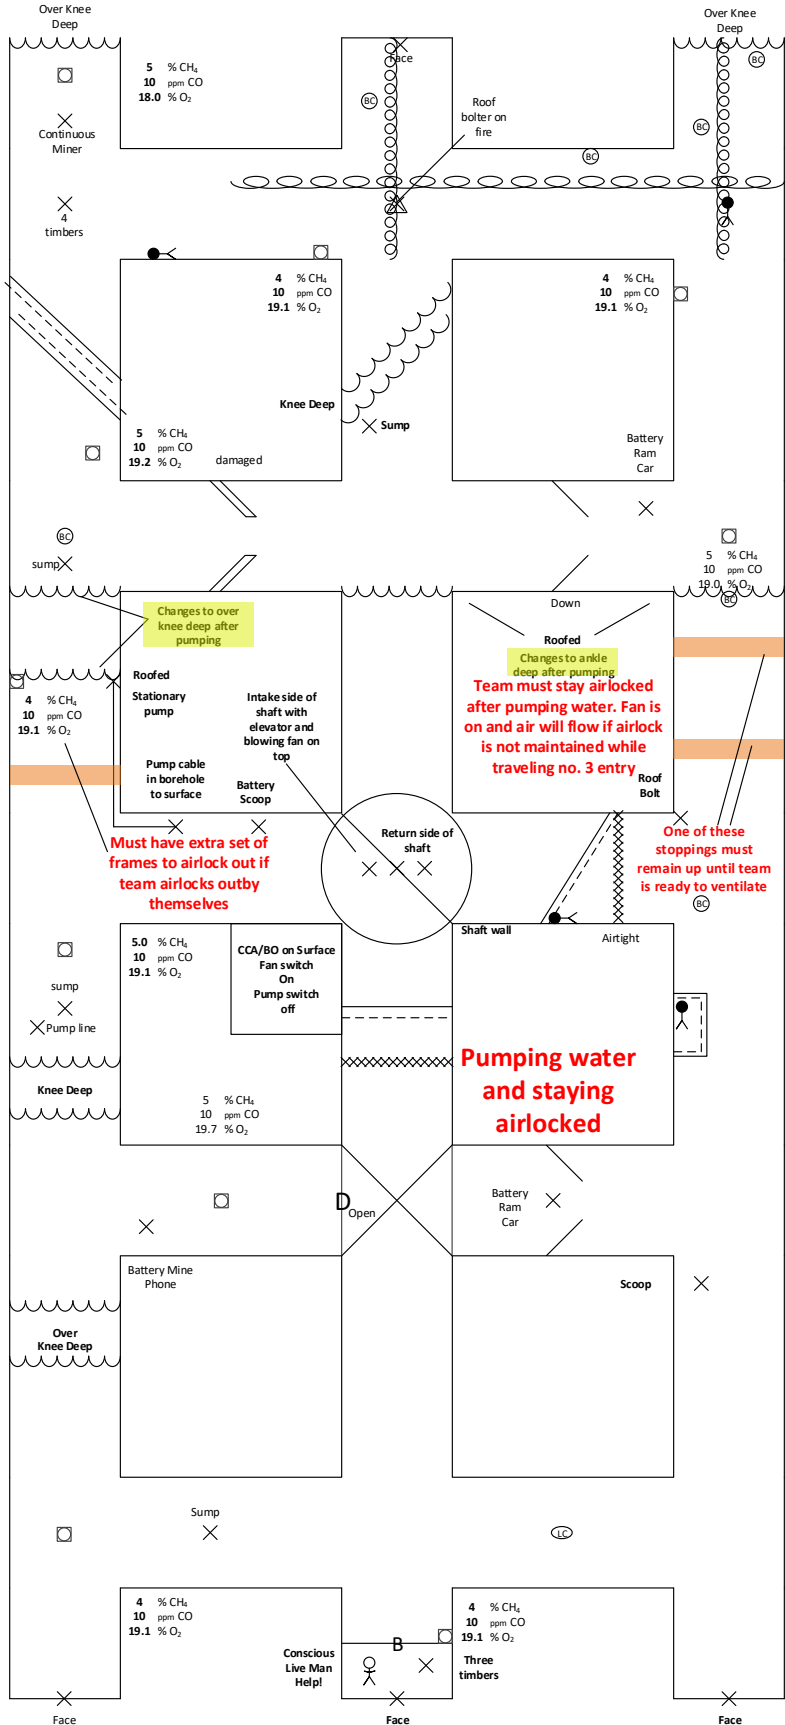 Over Knee
Deep
Over Knee
Deep
5 % CH₄
10 ppm CO
18.0 % O₂
Face
BC
BC
Roof
bolter on
fire
BC
BC
Continuous
Miner
4
timbers
4 % CH₄
10 ppm CO
19.1 % O₂
4 % CH₄
10 ppm CO
19.1 % O₂
Knee Deep
Sump
5 % CH₄
10 ppm CO
19.2 % O₂
damaged
Battery
Ram
Car
BC
sump
5 % CH₄
10 ppm CO
19.0 % O₂
BC
Changes to over
knee deep after
pumping
Down
Roofed
Changes to ankle
deep after pumping
Roofed
Stationary
pump
4 % CH₄
10 ppm CO
19.1 % O₂
Intake side of
shaft with
elevator and
blowing fan on
top
Team must stay airlocked
after pumping water. Fan is
on and air will flow if airlock
is not maintained while
traveling no. 3 entry
Pump cable
in borehole
to surface
Battery
Scoop
Roof
Bolt
Must have extra set of
frames to airlock out if
team airlocks outby
themselves
Return side of
shaft
One of these
stoppings must
remain up until team
is ready to ventilate
BC
5.0 % CH₄
10 ppm CO
19.1 % O₂
CCA/BO on Surface
Fan switch
On
Pump switch
off
Shaft wall
Airtight
sump
Pump line
Knee Deep
Pumping water
and staying
airlocked
5 % CH₄
10 ppm CO
19.7 % O₂
D
Open
Battery
Ram
Car
Battery Mine
Phone
Scoop
Over
Knee Deep
Sump
LC
4 % CH₄
10 ppm CO
19.1 % O₂
4 % CH₄
10 ppm CO
19.1 % O₂
B
Conscious
Live Man
Help!
Three
timbers
Face
Face
Face